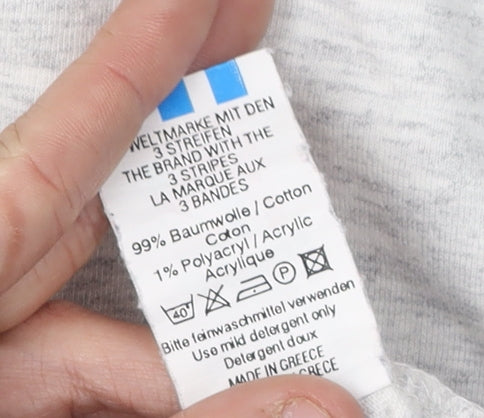 WELTMARKE MIT DEN
3 STREIFEN
THE BRAND WITH THE
3 STRIPES
LA MARQUE AUX
3 BANDES
99% Baumwolle / Cotton
Coton
1% Polyacryl / Acrylic
Acrylique
40°
P
Bitte feinwaschmittel verwenden
Use mild detergent only
Detergent doux
MADE IN GREECE
GREECE